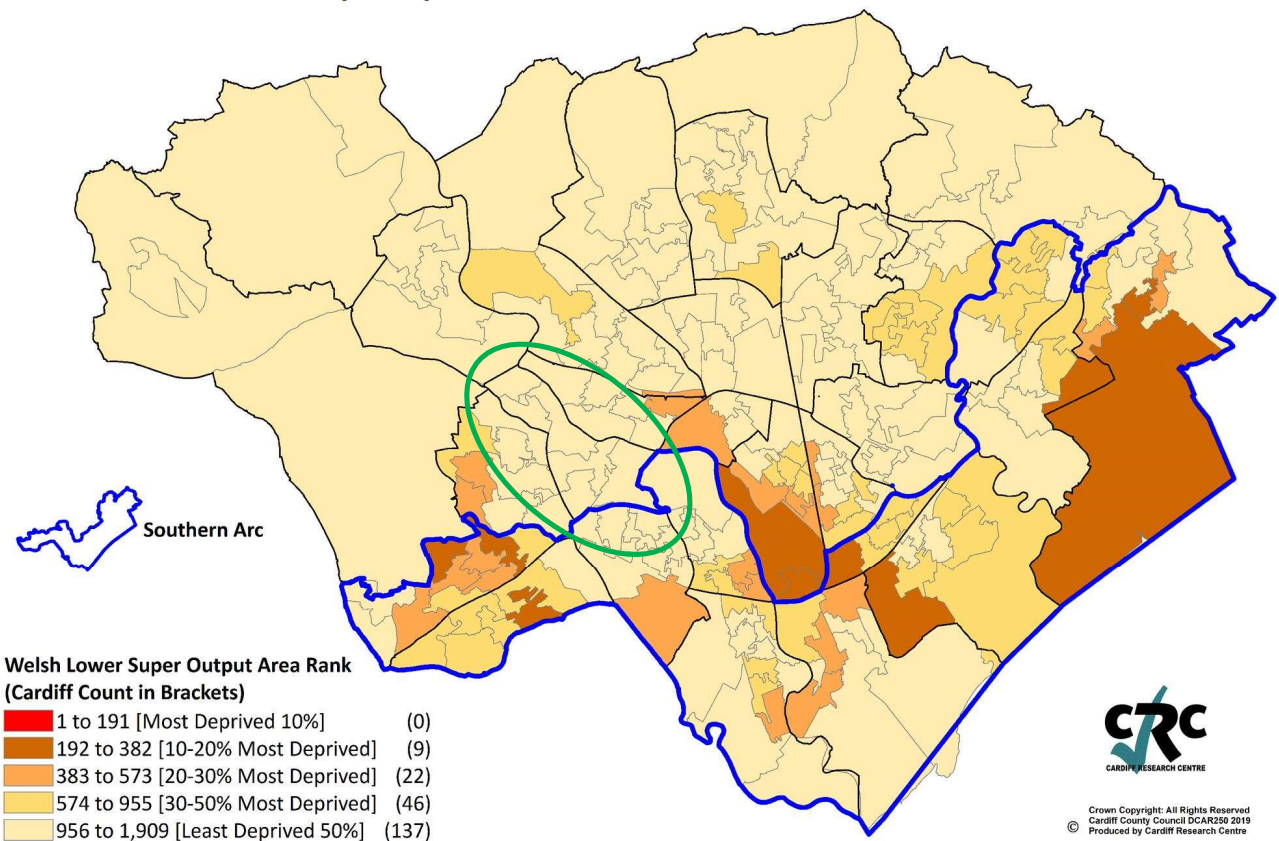 Southern Arc
Welsh Lower Super Output Area Rank
(Cardiff Count in Brackets)
1 to 191 [Most Deprived 10%] (0)
192 to 382 [10-20% Most Deprived] (9)
383 to 573 [20-30% Most Deprived] (22)
574 to 955 [30-50% Most Deprived] (46)
956 to 1,909 [Least Deprived 50%] (137)
CRC
CARDIFF RESEARCH CENTRE
Crown Copyright: All Rights Reserved
Cardiff County Council DCAR250 2019
© Produced by Cardiff Research Centre